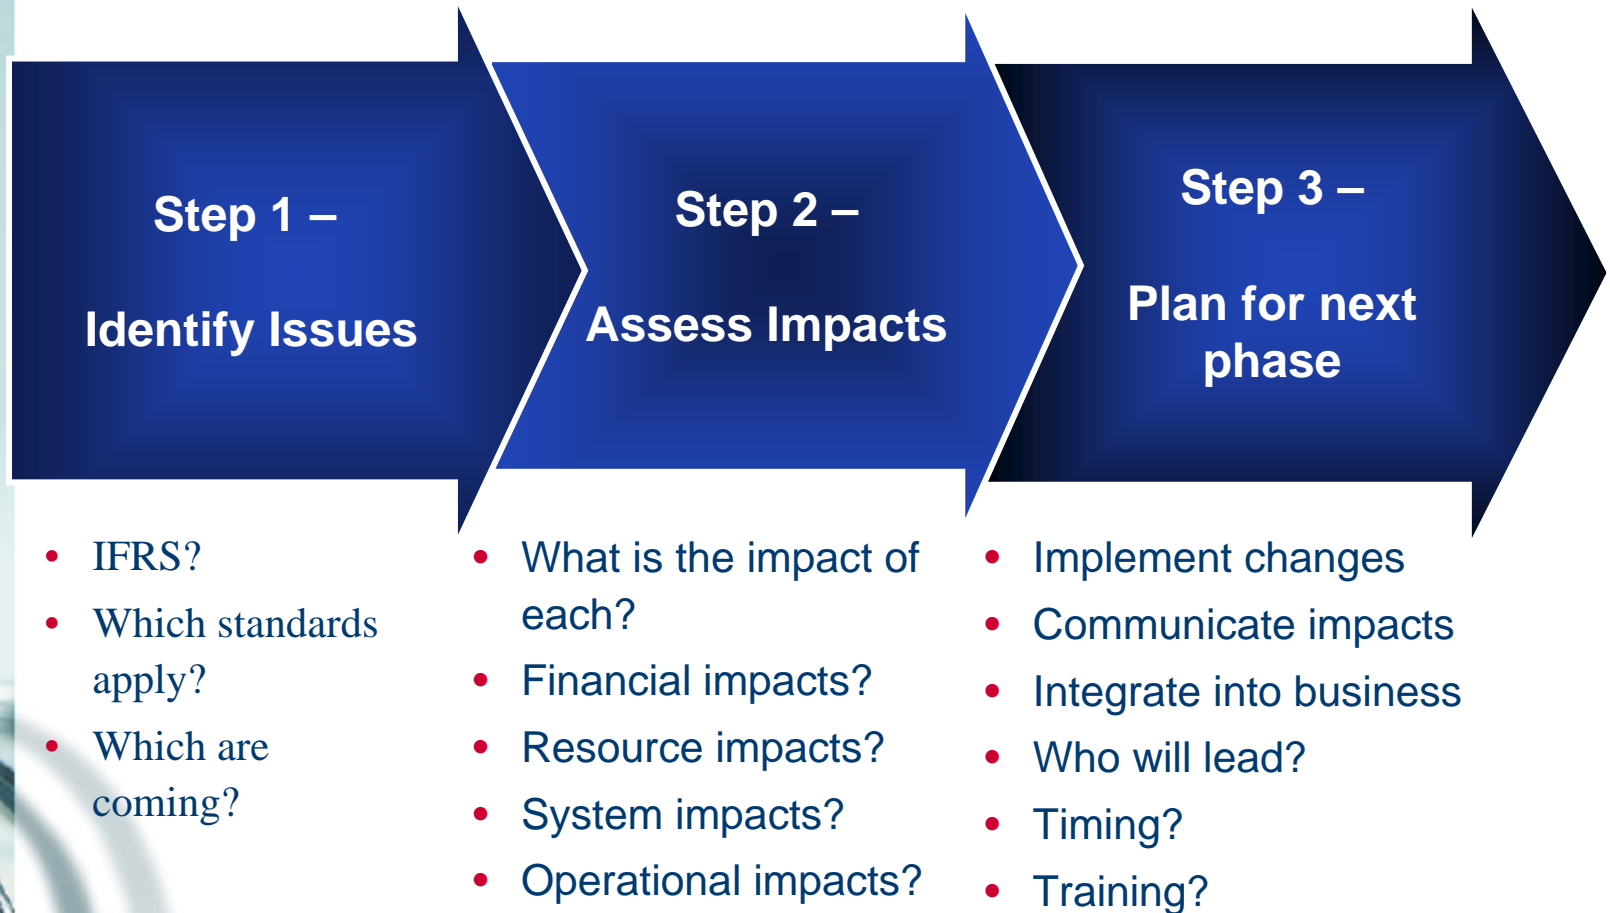 Step 1 –
Identify Issues
Step 2 –
Assess Impacts
Step 3 –
Plan for next
phase
• IFRS?
• Which standards
apply?
• Which are
coming?
• What is the impact of
each?
• Financial impacts?
• Resource impacts?
• System impacts?
• Operational impacts?
• Implement changes
• Communicate impacts
• Integrate into business
• Who will lead?
• Timing?
• Training?